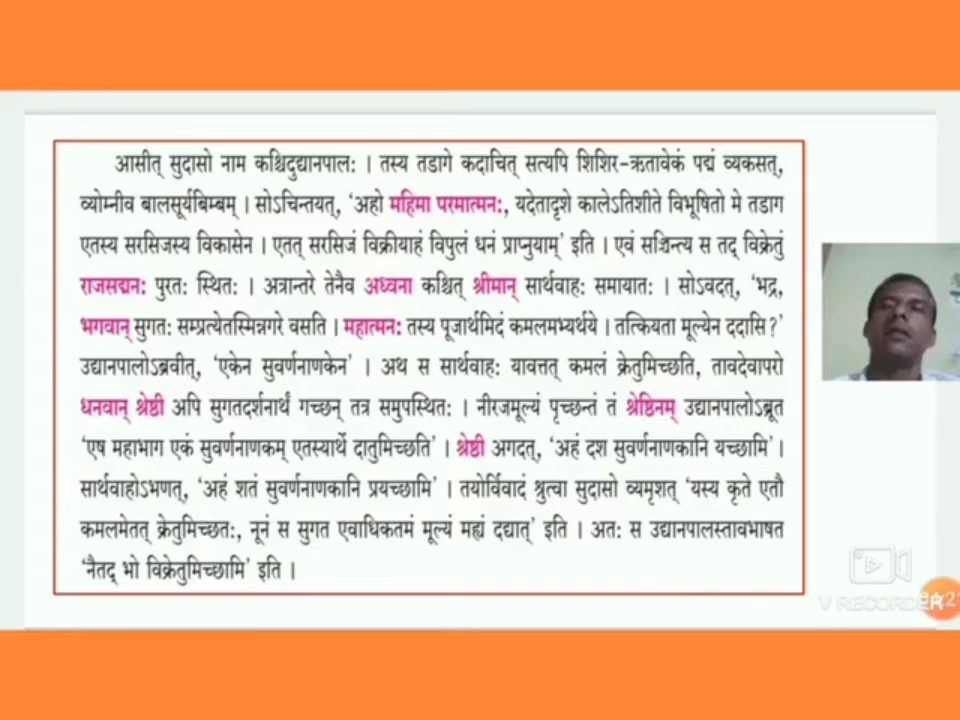 आसीत् सुदासो नाम कश्चिदुद्यानपालः । तस्य तडागे कदाचित् सत्यपि शिशिर-ऋतावेकं पद्मं व्यकसत्,
व्योम्नीव बालसूर्यबिम्बम् । सोऽचिन्तयत्, 'अहो महिमा परमात्मनः, यदेतादृशे कालेऽतिशीते विभूषितो मे तडाग
एतस्य सरसिजस्य विकासेन । एतत् सरसिजं विक्रीयाहं विपुलं धनं प्राप्नुयाम्' इति । एवं सञ्चिन्त्य स तद् विक्रेतुं
राजसद्मनः पुरतः स्थितः । अत्रान्तरे तेनैव अध्वना कश्चित् श्रीमान् सार्थवाहः समायातः । सोऽवदत्, 'भद्र,
भगवान् सुगतः सम्प्रत्येतस्मिन्नगरे वसति । महात्मनः तस्य पूजार्थमिदं कमलमभ्यर्थये । तत्कियता मूल्येन ददासि ?'
उद्यानपालोऽब्रवीत्, 'एकेन सुवर्णनाणकेन' । अथ स सार्थवाहः यावत्तत् कमलं क्रेतुमिच्छति, तावदेवापरो
धनवान् श्रेष्ठी अपि सुगतदर्शनार्थं गच्छन् तत्र समुपस्थितः । नीरजमूल्यं पृच्छन्तं तं श्रेष्ठिनम् उद्यानपालोऽब्रूत
'एष महाभाग एकं सुवर्णनाणकम् एतस्यार्थे दातुमिच्छति' । श्रेष्ठी अगदत्, 'अहं दश सुवर्णनाणकानि यच्छामि' ।
सार्थवाहोऽभणत्, 'अहं शतं सुवर्णनाणकानि प्रयच्छामि' । तयोर्विवादं श्रुत्वा सुदासो व्यमृशत् 'यस्य कृते एतौ
कमलमेतत् क्रेतुमिच्छतः, नूनं स सुगत एवाधिकतमं मूल्यं मह्यं दद्यात्' इति । अतः स उद्यानपालस्तावभाषत
'नैतद् भो विक्रेतुमिच्छामि' इति ।
V RECORDER